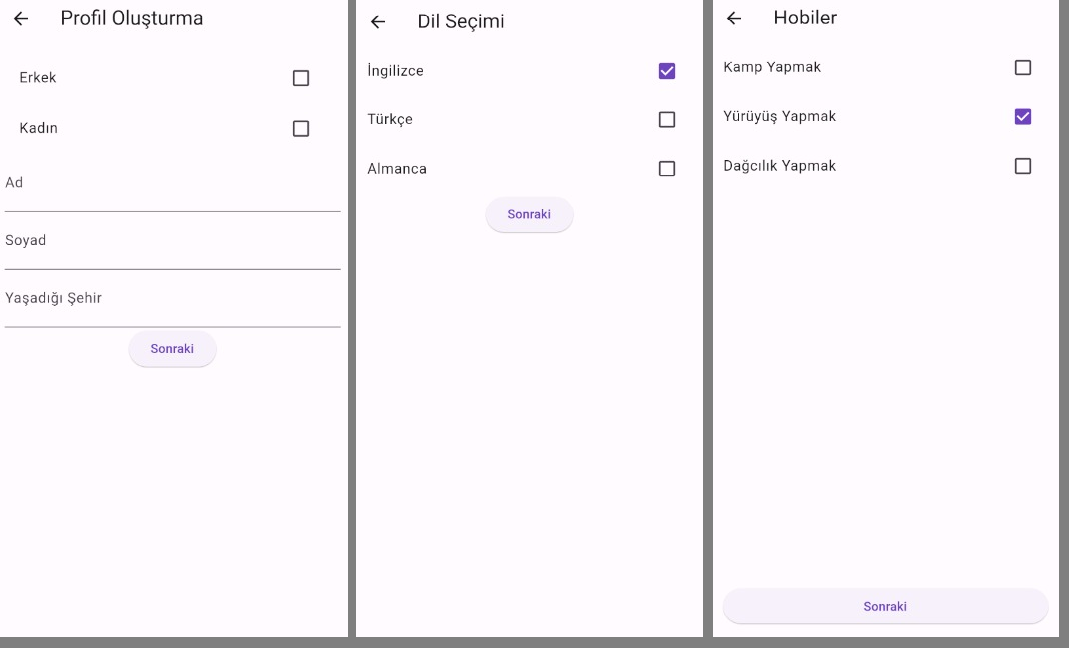 Profil Oluşturma
Erkek
Kadın
Ad
Soyad
Yaşadığı Şehir
Sonraki
Dil Seçimi
İngilizce
Türkçe
Almanca
Sonraki
Hobiler
Kamp Yapmak
Yürüyüş Yapmak
Dağcılık Yapmak
Sonraki